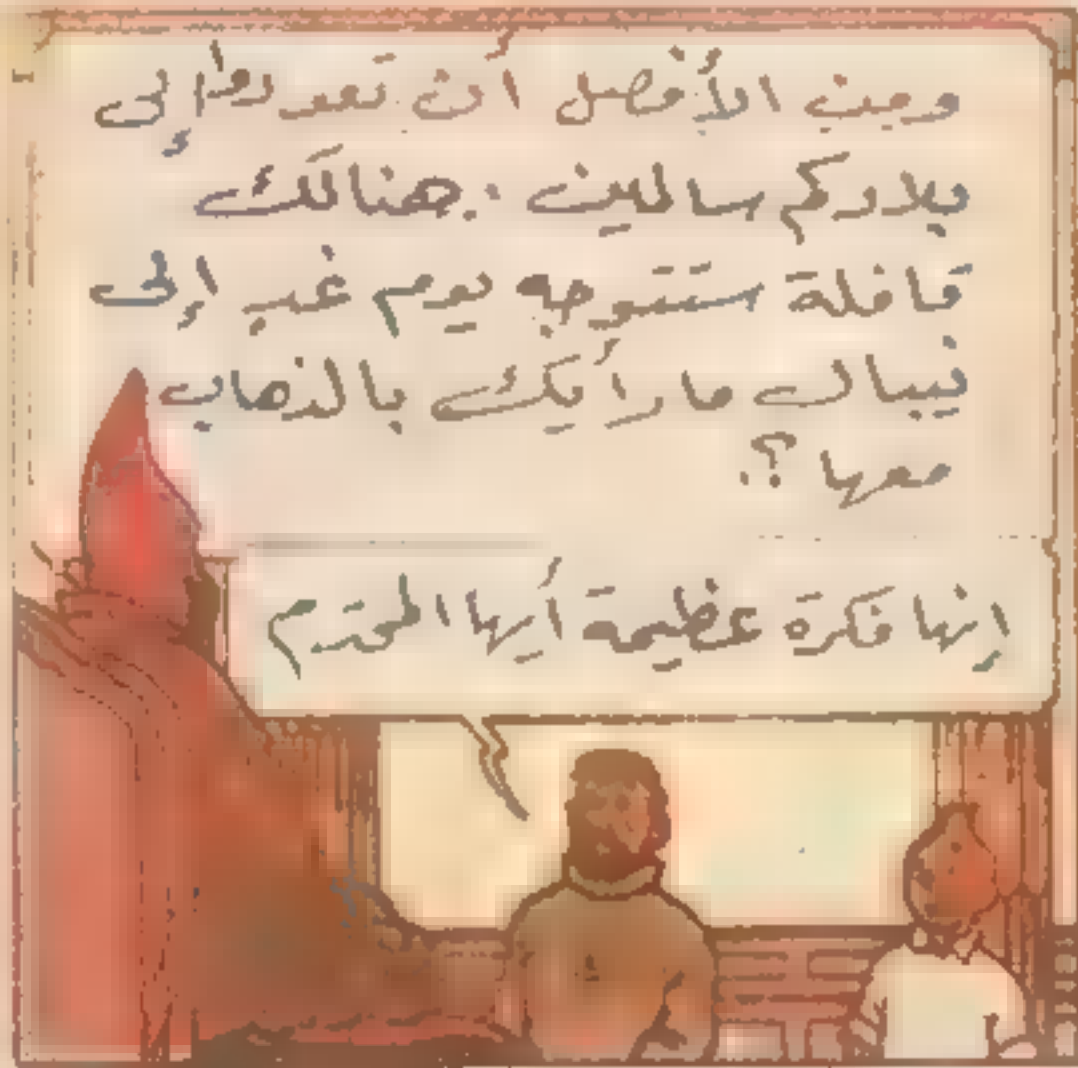 ومن الأفضل أن تعودوا إلى
بلادكم سالمين . هنالك
قافلة ستتوجه يوم غد إلى
نيبال ما رأيك بالذهاب
معها ؟.
إنها فكرة عظيمة أيها المحترم